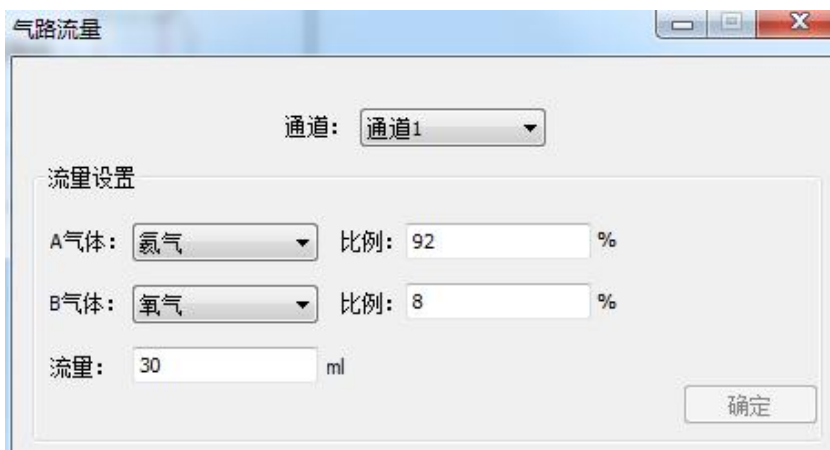 气路流量
通道： 通道1
流量设置
A气体： 氦气 比例： 92 %
B气体： 氧气 比例： 8 %
流量： 30 ml
确定